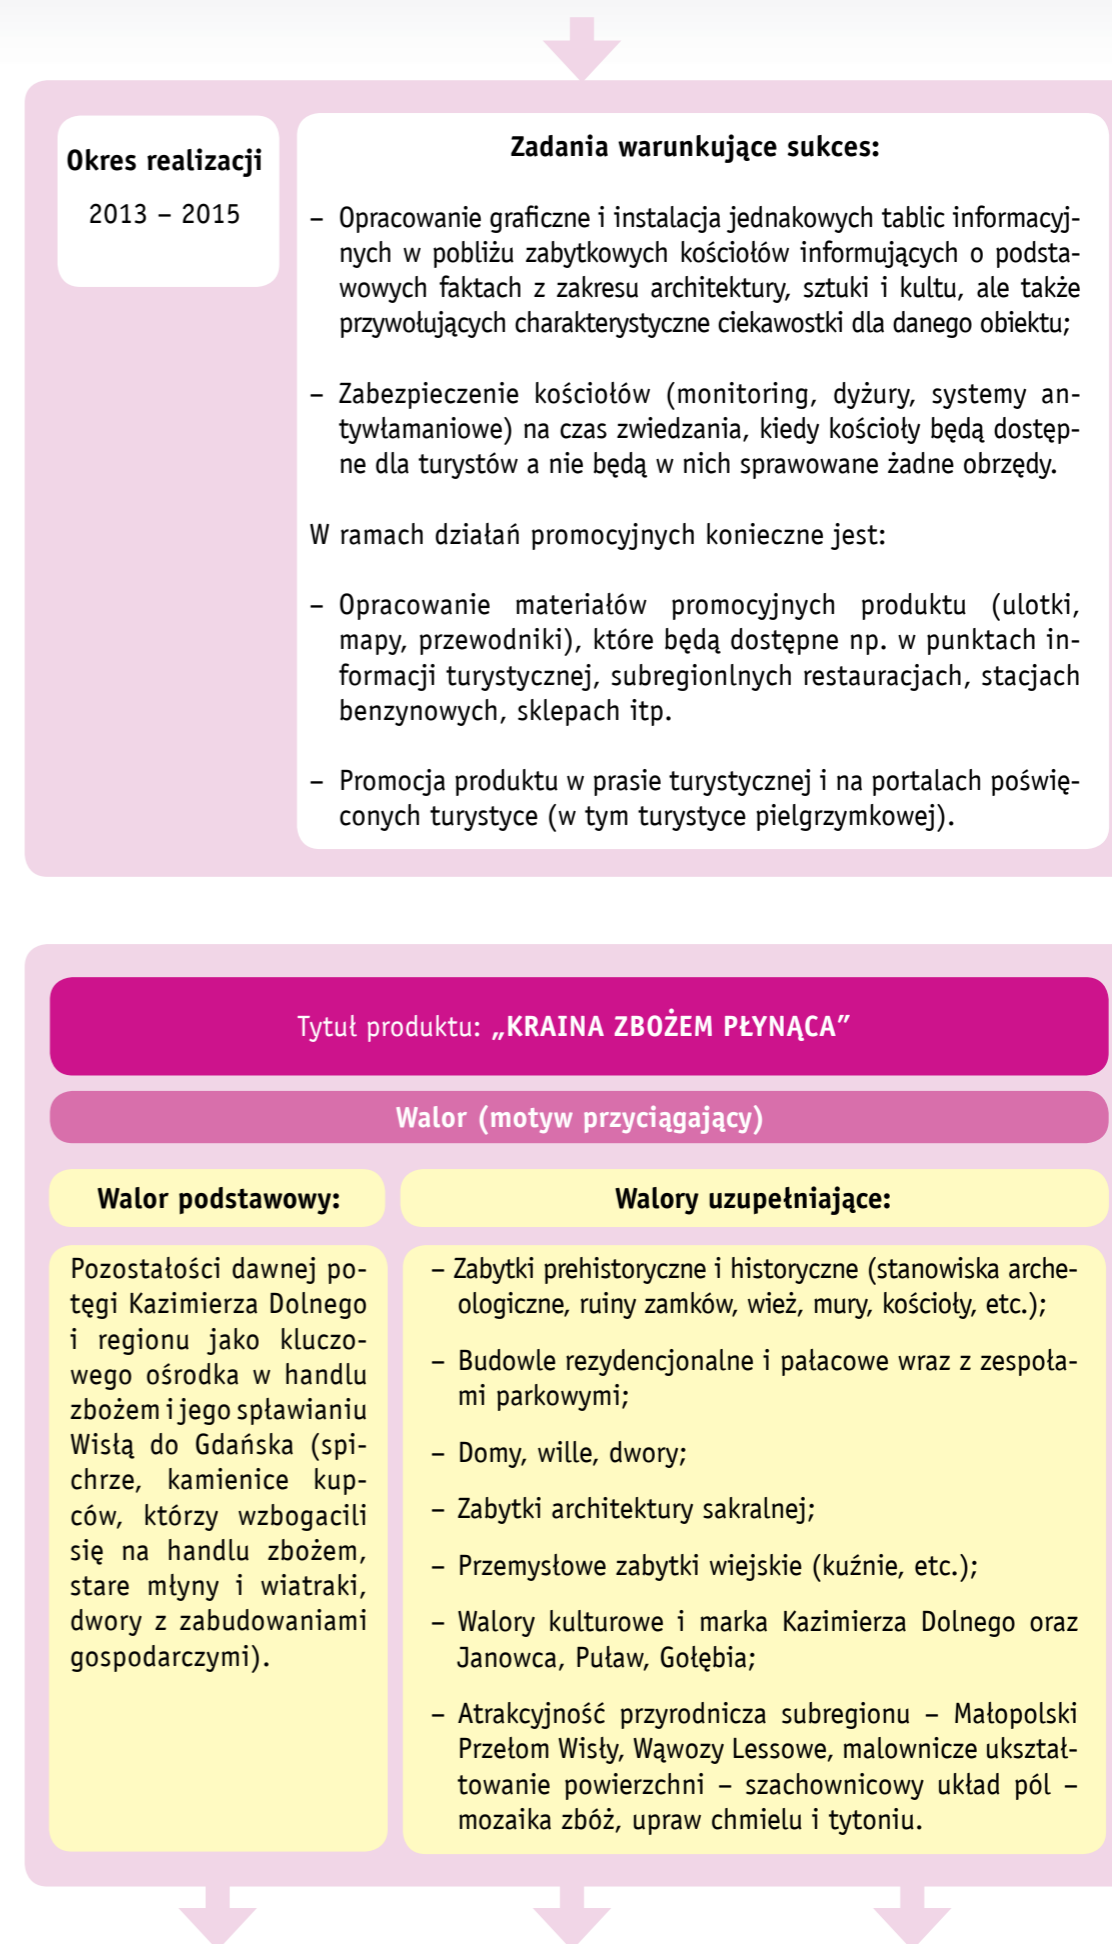 Okres realizacji
2013 – 2015
Zadania warunkujące sukces:
– Opracowanie graficzne i instalacja jednakowych tablic informacyj-
nych w pobliżu zabytkowych kościołów informujących o podsta-
wowych faktach z zakresu architektury, sztuki i kultu, ale także
przywołujących charakterystyczne ciekawostki dla danego obiektu;
– Zabezpieczenie kościołów (monitoring, dyżury, systemy an-
tywłamaniowe) na czas zwiedzania, kiedy kościoły będą dostęp-
ne dla turystów a nie będą w nich sprawowane żadne obrzędy.
W ramach działań promocyjnych konieczne jest:
– Opracowanie materiałów promocyjnych produktu (ulotki,
mapy, przewodniki), które będą dostępne np. w punktach in-
formacji turystycznej, subregionlnych restauracjach, stacjach
benzynowych, sklepach itp.
– Promocja produktu w prasie turystycznej i na portalach poświę-
conych turystyce (w tym turystyce pielgrzymkowej).
Tytuł produktu: „KRAINA ZBOŻEM PŁYNĄCA”
Walor (motyw przyciągający)
Walor podstawowy:
Pozostałości dawnej po-
tęgi Kazimierza Dolnego
i regionu jako kluczo-
wego ośrodka w handlu
zbożem i jego spławianiu
Wisłą do Gdańska (spi-
chrze, kamienice kup-
ców, którzy wzbogacili
się na handlu zbożem,
stare młyny i wiatraki,
dwory z zabudowaniami
gospodarczymi).
Walory uzupełniające:
– Zabytki prehistoryczne i historyczne (stanowiska arche-
ologiczne, ruiny zamków, wież, mury, kościoły, etc.);
– Budowle rezydencjonalne i pałacowe wraz z zespoła-
mi parkowymi;
– Domy, wille, dwory;
– Zabytki architektury sakralnej;
– Przemysłowe zabytki wiejskie (kuźnie, etc.);
– Walory kulturowe i marka Kazimierza Dolnego oraz
Janowca, Puław, Gołębia;
– Atrakcyjność przyrodnicza subregionu – Małopolski
Przełom Wisły, Wąwozy Lessowe, malownicze ukształ-
towanie powierzchni – szachownicowy układ pól –
mozaika zbóż, upraw chmielu i tytoniu.